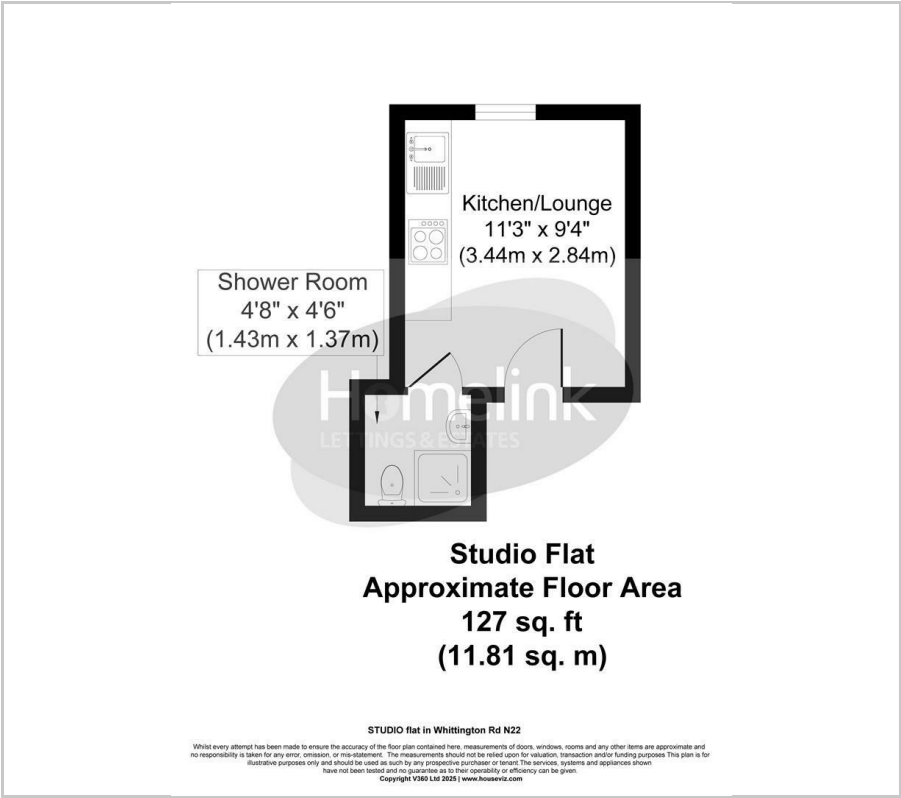 Kitchen/Lounge
11'3" x 9'4"
(3.44m x 2.84m)
Shower Room
4'8" x 4'6"
(1.43m x 1.37m)
Homelink
LETTINGS & ESTATES
Studio Flat
Approximate Floor Area
127 sq. ft
(11.81 sq. m)
STUDIO flat in Whittington Rd N22
Whilst every attempt has been made to ensure the accuracy of the floor plan contained here, measurements of doors, windows, rooms and any other items are approximate and
no responsibility is taken for any error, omission, or mis-statement. The measurements should not be relied upon for valuation, transaction and/or funding purposes This plan is for
illustrative purposes only and should be used as such by any prospective purchaser or tenant The services, systems and appliances shown
have not been tested and no guarantee as to their operability or efficiency can be given.
Copyright V360 Ltd 2025 | www.houseviz.com